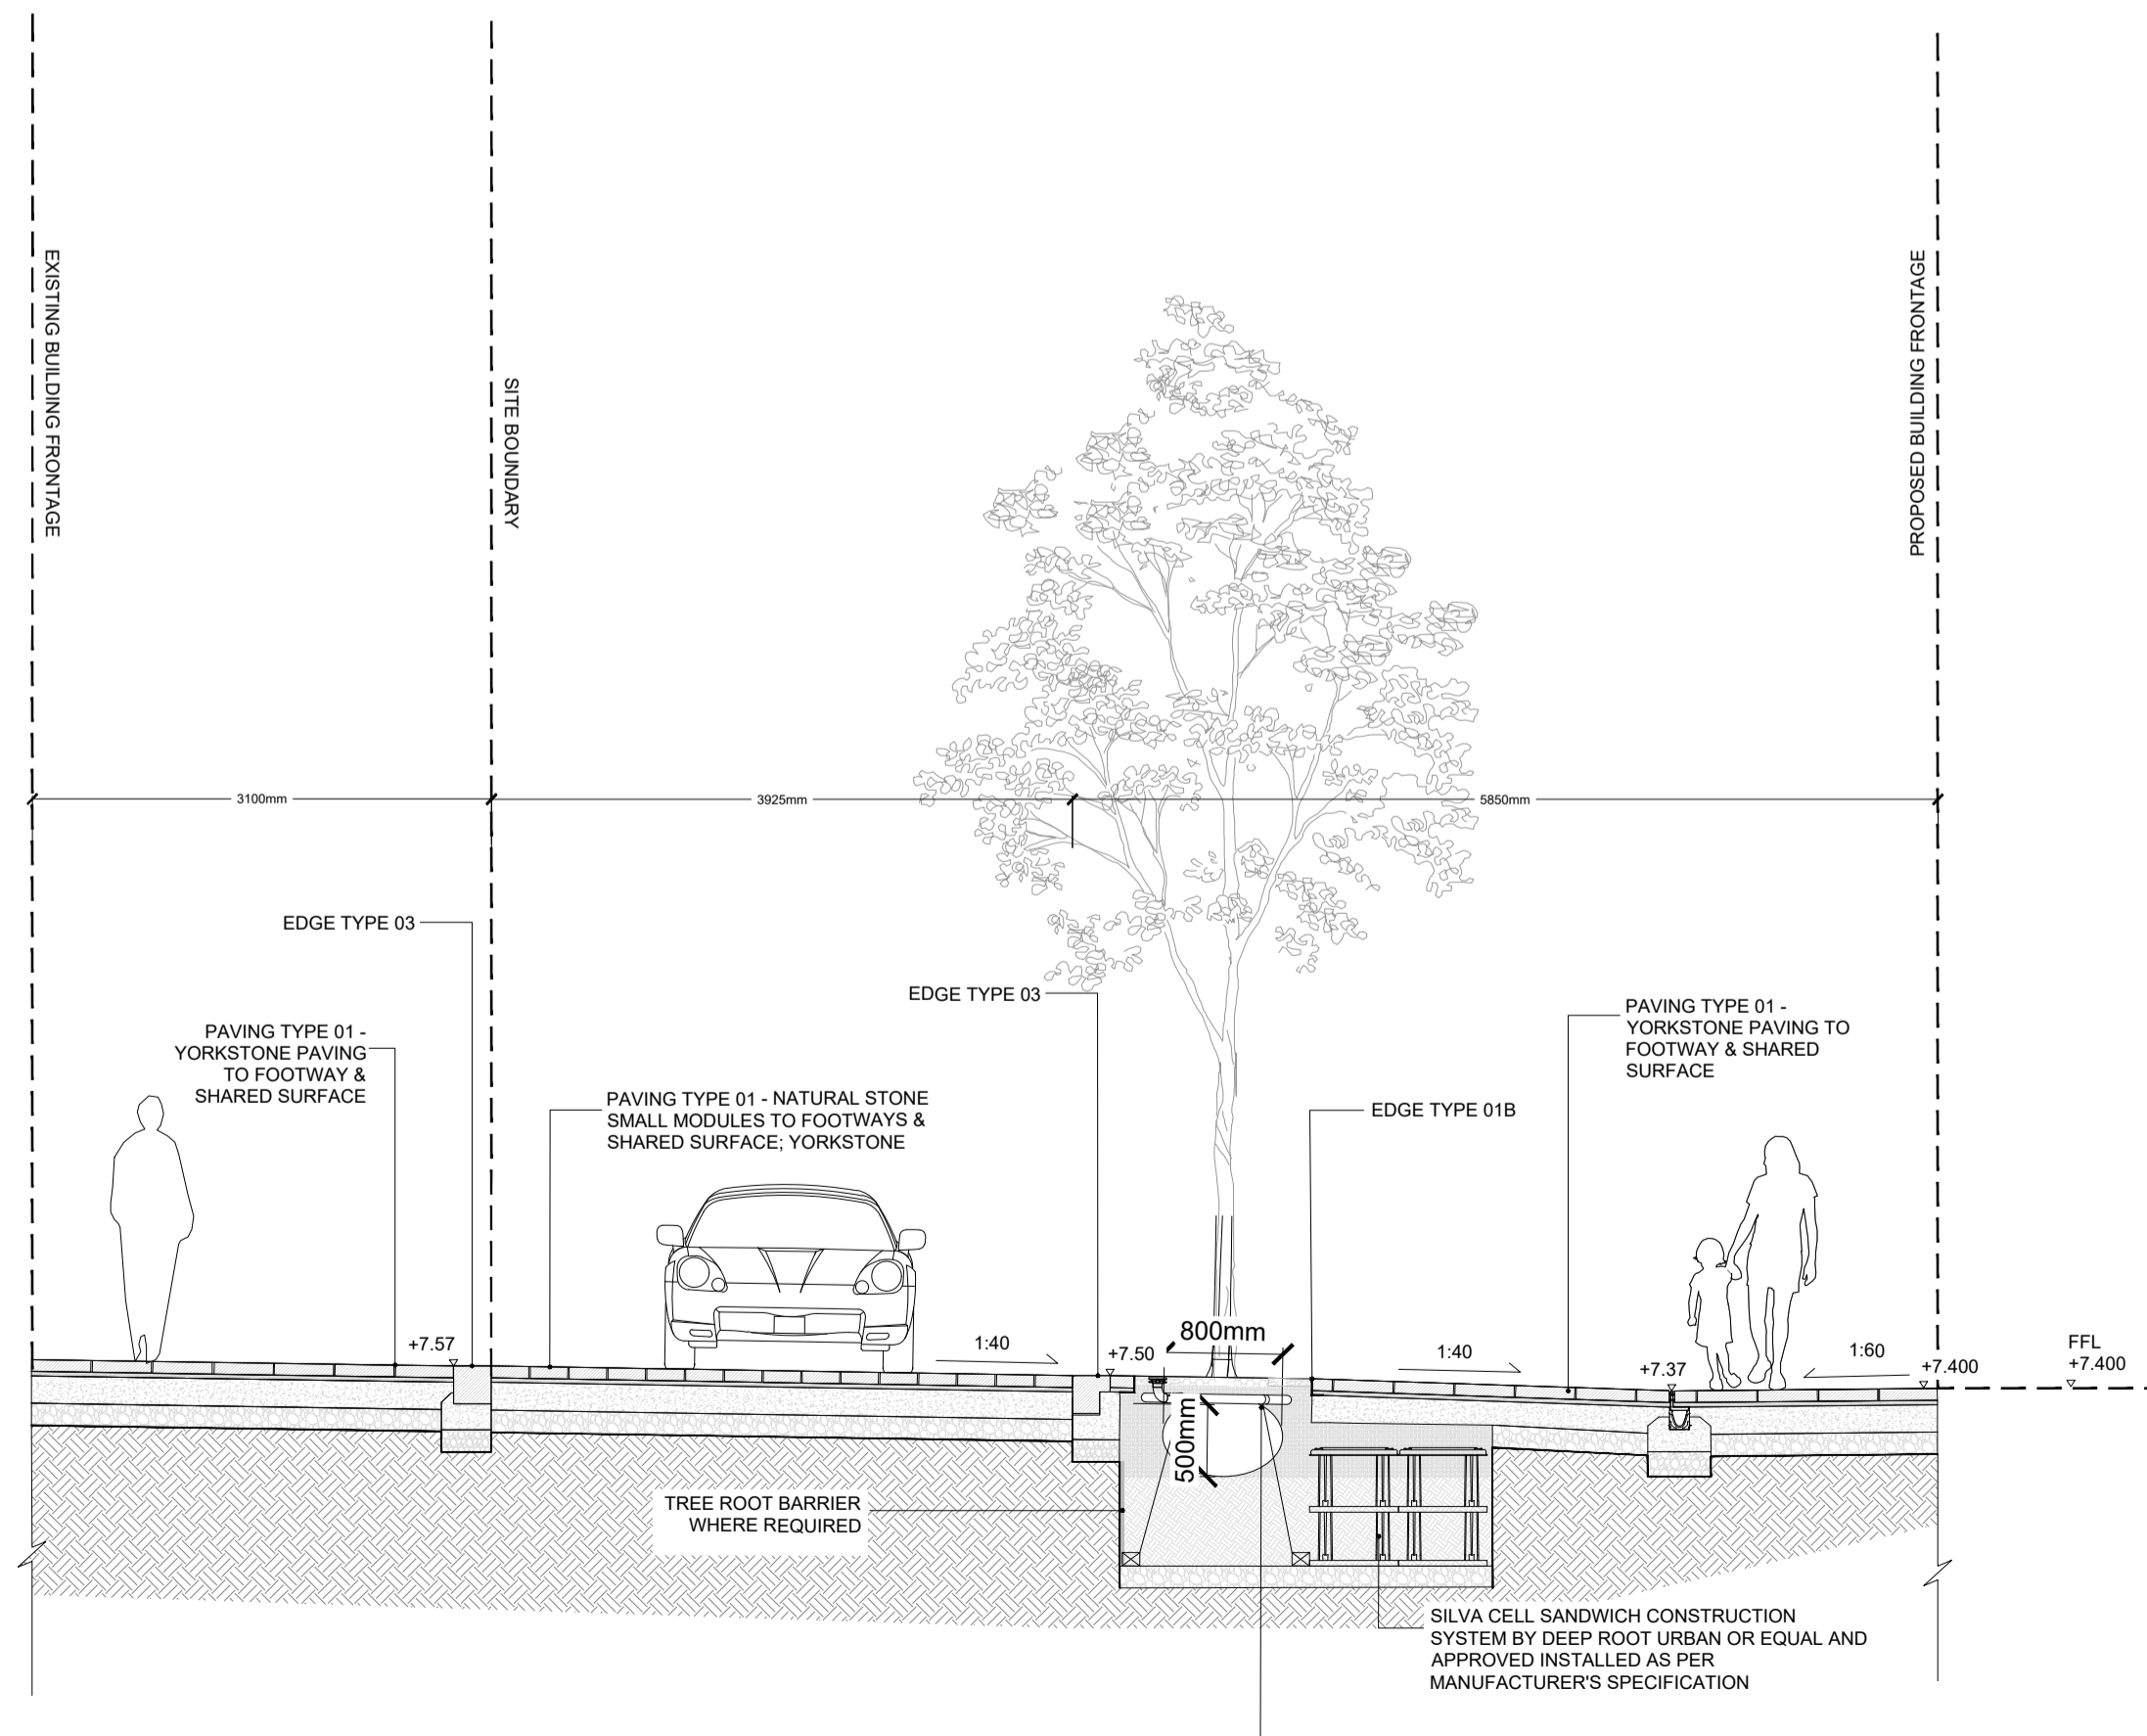 EXISTING BUILDING FRONTAGE
SITE BOUNDARY
PROPOSED BUILDING FRONTAGE
3100mm
3925mm
5850mm
EDGE TYPE 03
EDGE TYPE 03
PAVING TYPE 01 -
YORKSTONE PAVING
TO FOOTWAY &
SHARED SURFACE
PAVING TYPE 01 - NATURAL STONE
SMALL MODULES TO FOOTWAYS &
SHARED SURFACE; YORKSTONE
PAVING TYPE 01 -
YORKSTONE PAVING TO
FOOTWAY & SHARED
SURFACE
EDGE TYPE 01B
+7.57
1:40
+7.50
800mm
1:40
+7.37
1:60
+7.400
FFL
+7.400
500mm
TREE ROOT BARRIER
WHERE REQUIRED
SILVA CELL SANDWICH CONSTRUCTION
SYSTEM BY DEEP ROOT URBAN OR EQUAL AND
APPROVED INSTALLED AS PER
MANUFACTURER'S SPECIFICATION